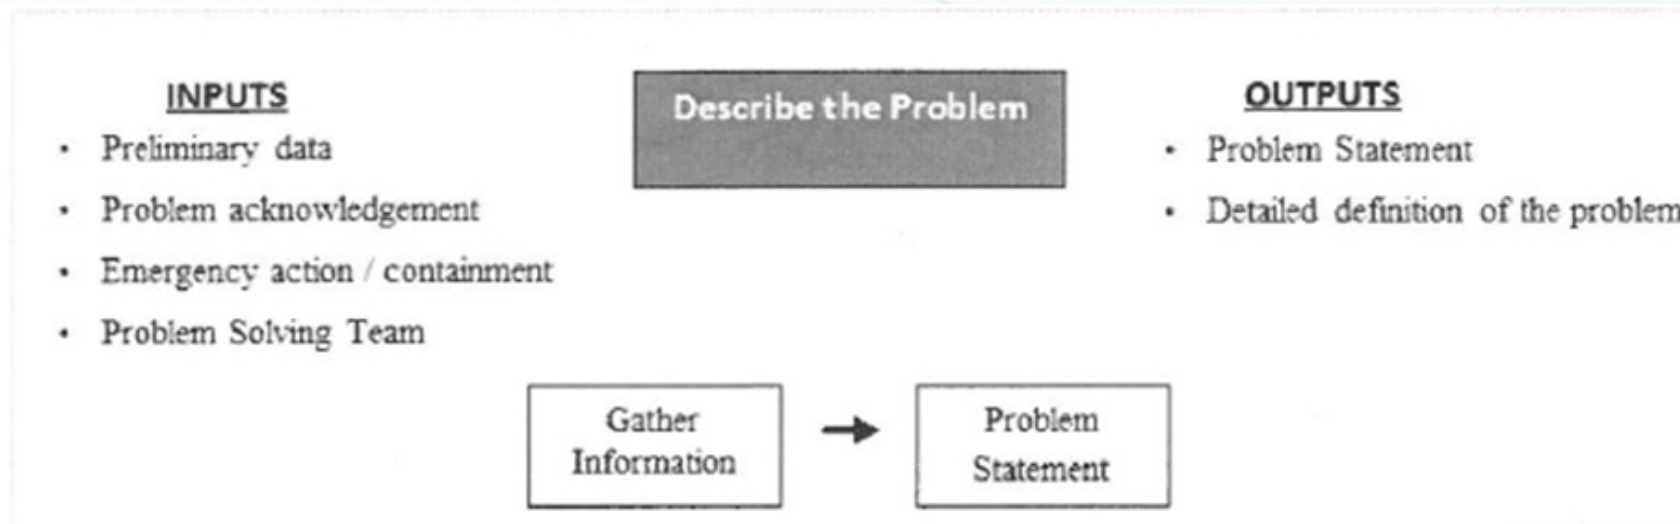 INPUTS
• Preliminary data
• Problem acknowledgement
• Emergency action / containment
• Problem Solving Team
Describe the Problem
OUTPUTS
• Problem Statement
• Detailed definition of the problem
Gather
Information
Problem
Statement